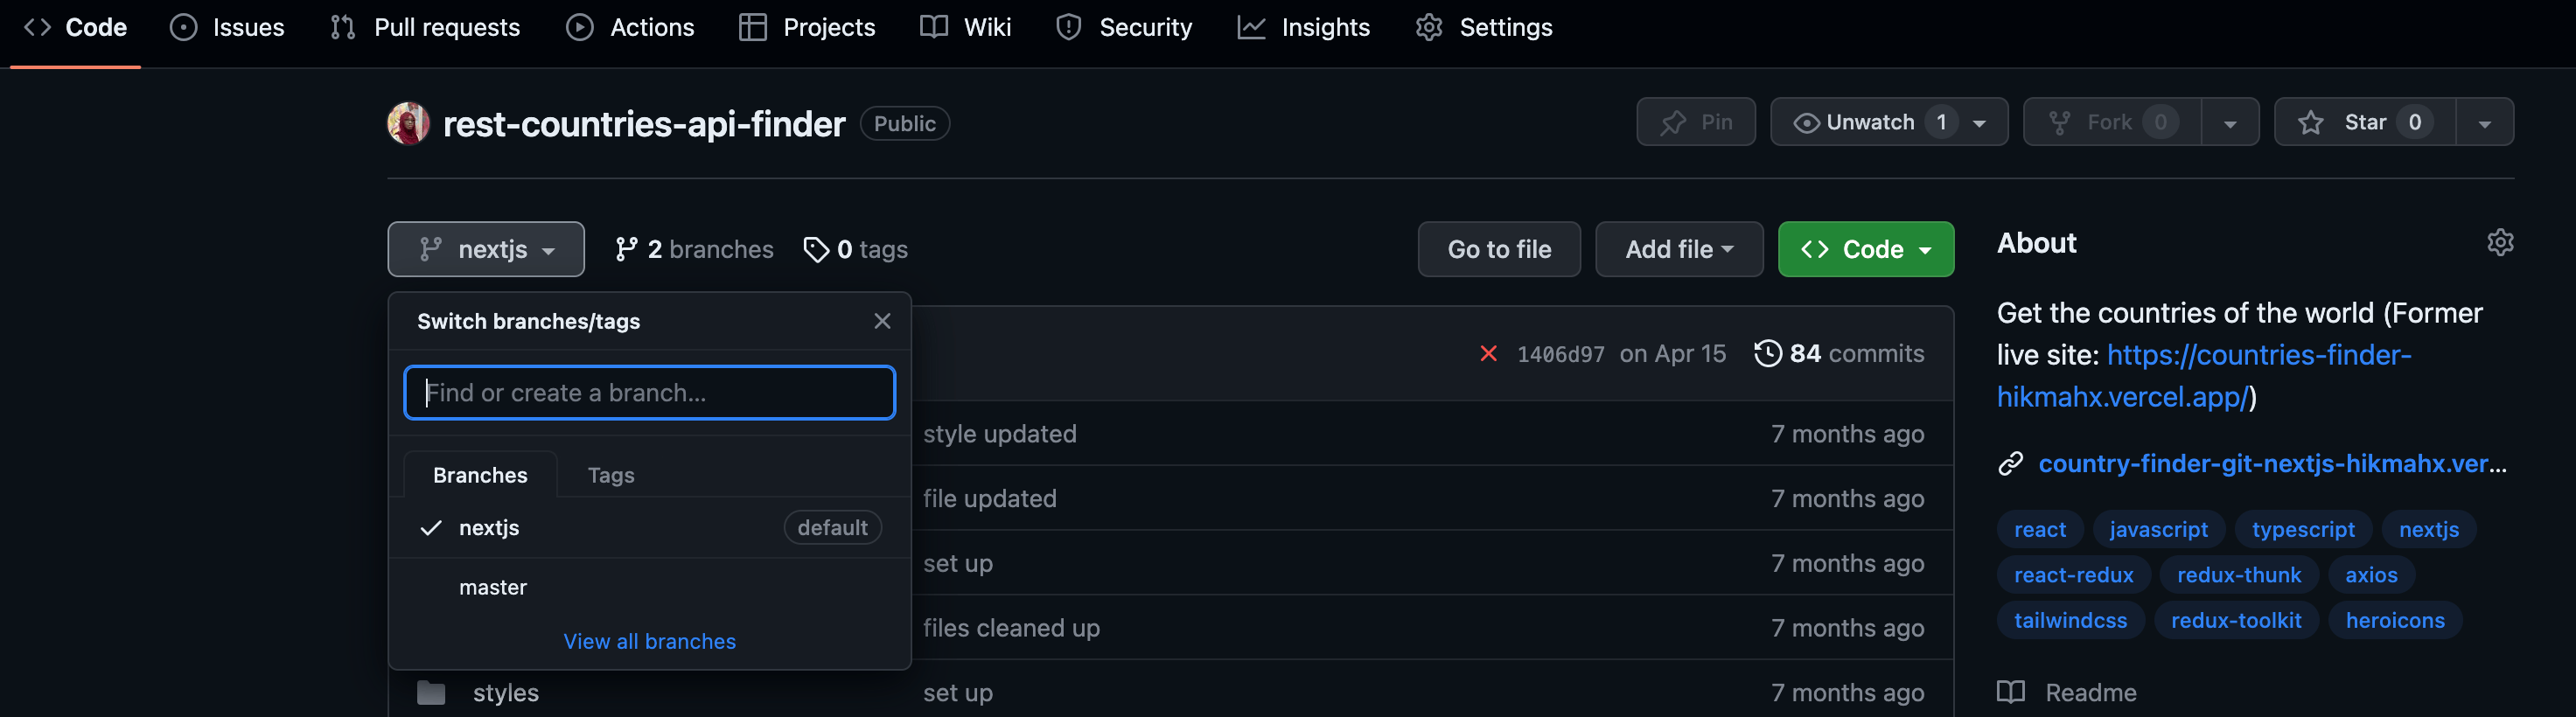 Code Issues Pull requests Actions Projects Wiki Security Insights Settings
rest-countries-api-finder Public
Pin Unwatch 1 Fork 0 Star 0
nextjs 2 branches 0 tags Go to file Add file Code
Switch branches/tags
Find or create a branch...
Branches Tags
nextjs default
master
View all branches
1406d97 on Apr 15 84 commits
style updated 7 months ago
file updated 7 months ago
set up 7 months ago
files cleaned up 7 months ago
styles set up 7 months ago
About
Get the countries of the world (Former
live site: https://countries-finder-
hikmahx.vercel.app/)
country-finder-git-nextjs-hikmahx.ver...
react javascript typescript nextjs
react-redux redux-thunk axios
tailwindcss redux-toolkit heroicons
Readme